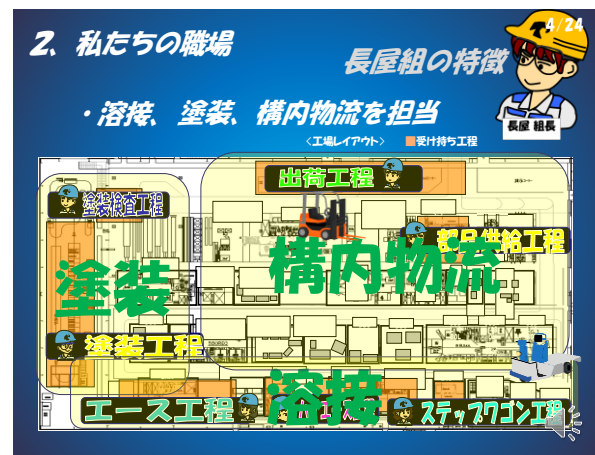 2、私たちの職場
4/24
長屋組の特徴
・溶接、塗装、構内物流を担当
長屋 組長
<工場レイアウト>
■受け持ち工程
出荷工程
塗装検査工程
部品供給工程
構内物流
塗装
塗装工程
溶接
エース工程
ステップワゴン工程